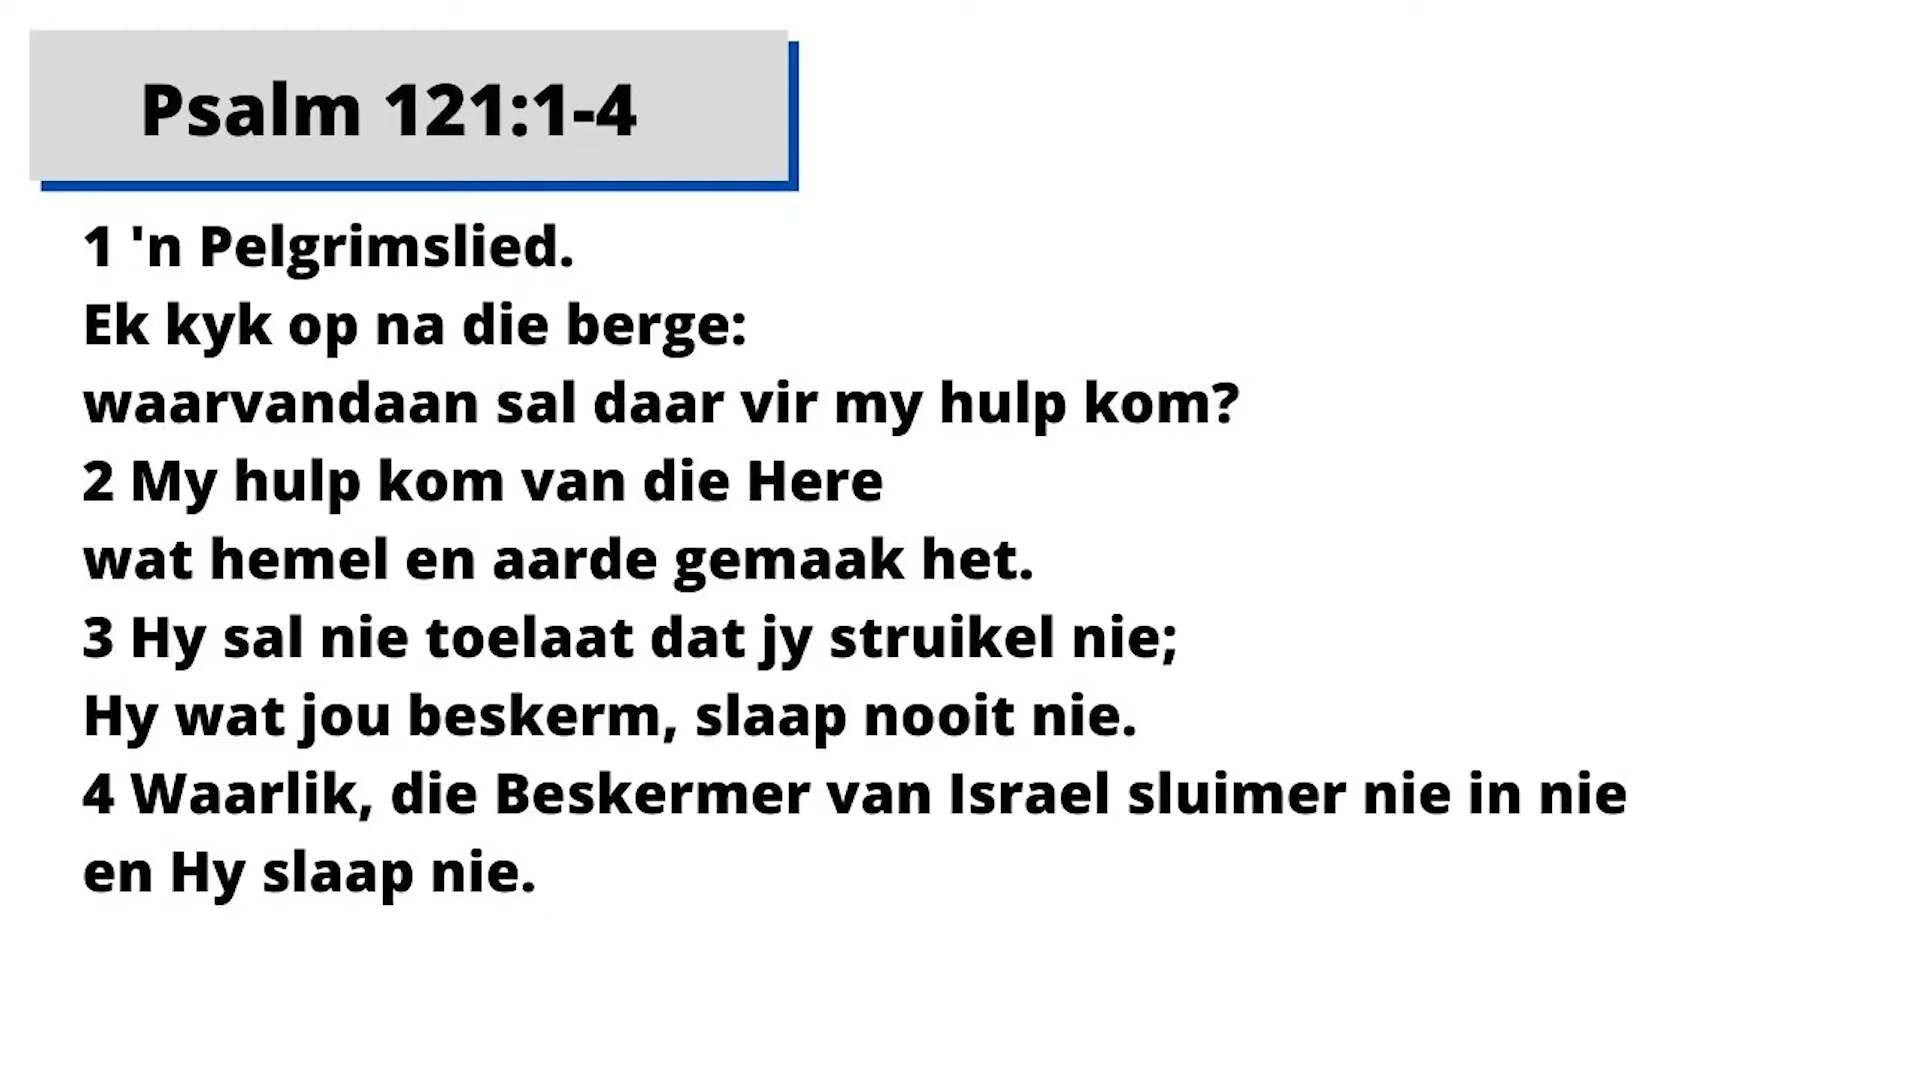 Psalm 121:1-4
1 'n Pelgrimslied.
Ek kyk op na die berge:
waarvandaan sal daar vir my hulp kom?
2 My hulp kom van die Here
wat hemel en aarde gemaak het.
3 Hy sal nie toelaat dat jy struikel nie;
Hy wat jou beskerm, slaap nooit nie.
4 Waarlik, die Beskermer van Israel sluimer nie in nie
en Hy slaap nie.